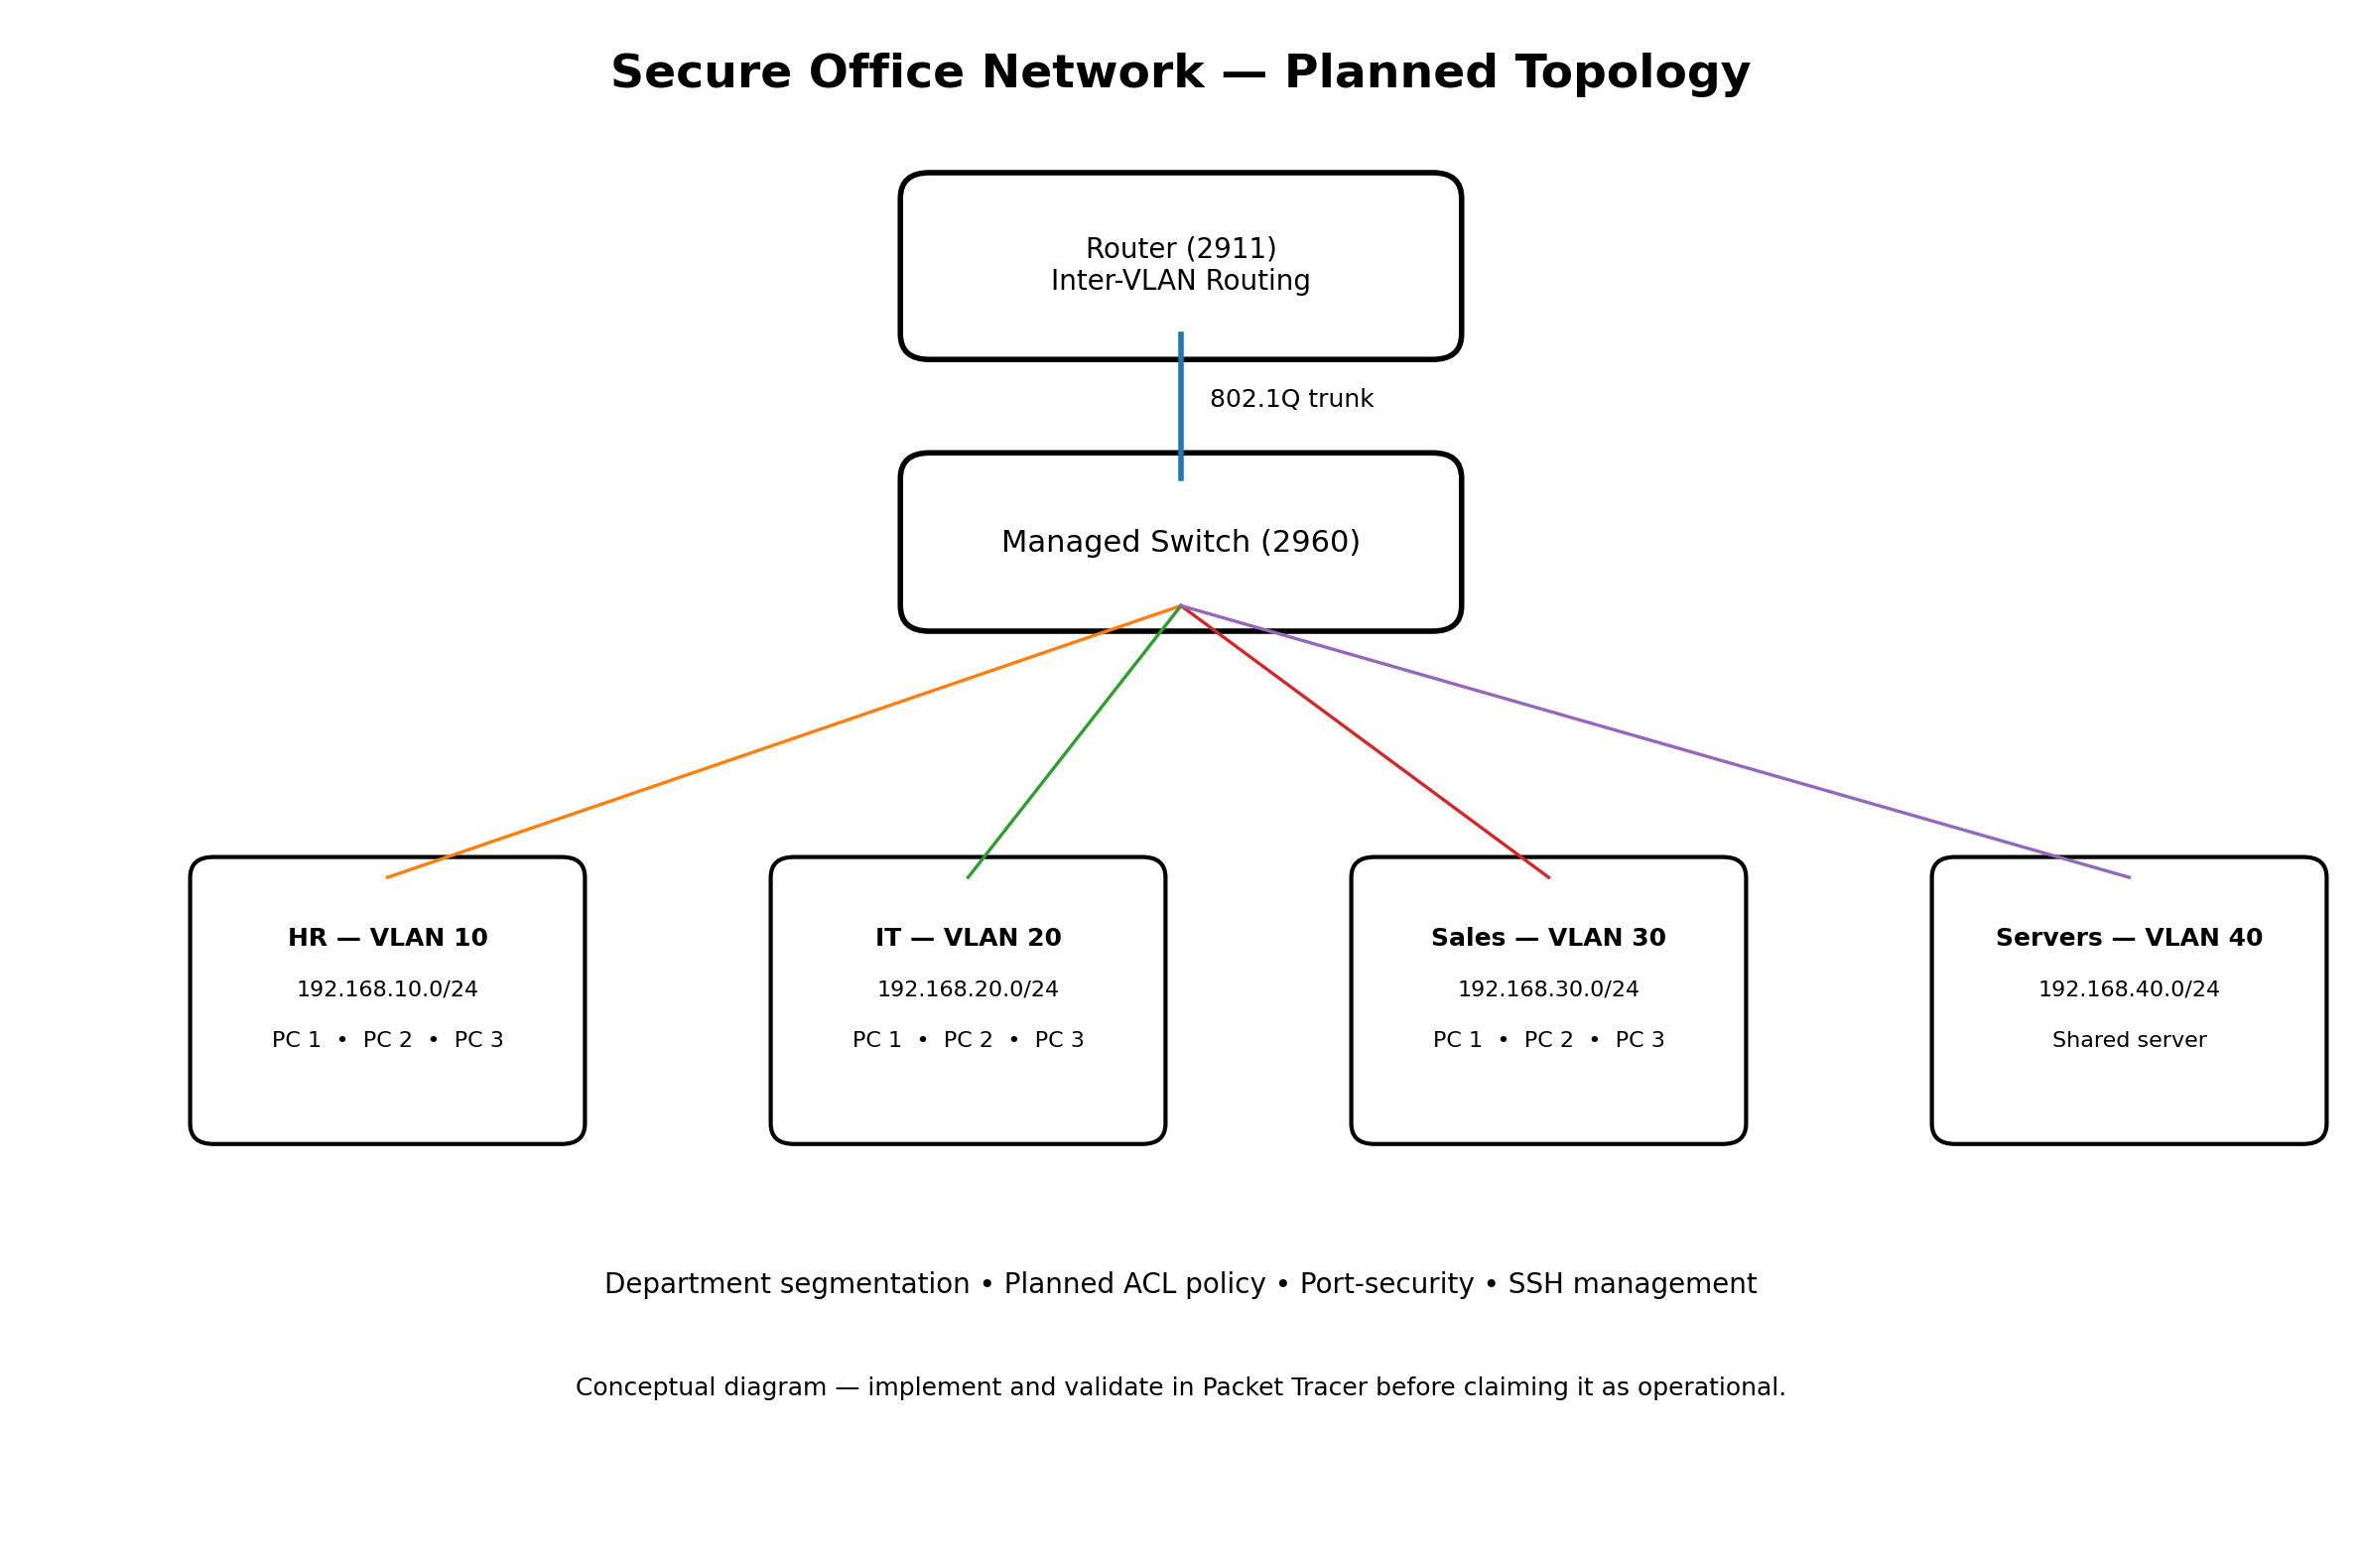 Secure Office Network — Planned Topology
Router (2911)
Inter-VLAN Routing
802.1Q trunk
Managed Switch (2960)
HR — VLAN 10
192.168.10.0/24
PC 1 • PC 2 • PC 3
IT — VLAN 20
192.168.20.0/24
PC 1 • PC 2 • PC 3
Sales — VLAN 30
192.168.30.0/24
PC 1 • PC 2 • PC 3
Servers — VLAN 40
192.168.40.0/24
Shared server
Department segmentation • Planned ACL policy • Port-security • SSH management
Conceptual diagram — implement and validate in Packet Tracer before claiming it as operational.